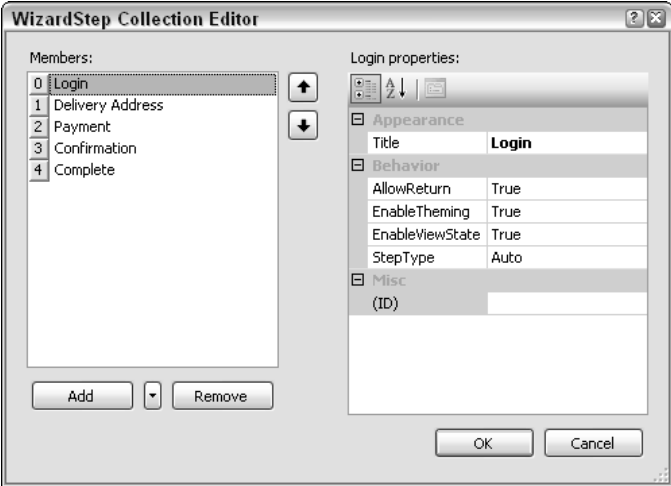 WizardStep Collection Editor
Members:
0 Login
1 Delivery Address
2 Payment
3 Confirmation
4 Complete
Add
Remove
Login properties:
Appearance
Title Login
Behavior
AllowReturn True
EnableTheming True
EnableViewState True
StepType Auto
Misc
(ID)
OK
Cancel